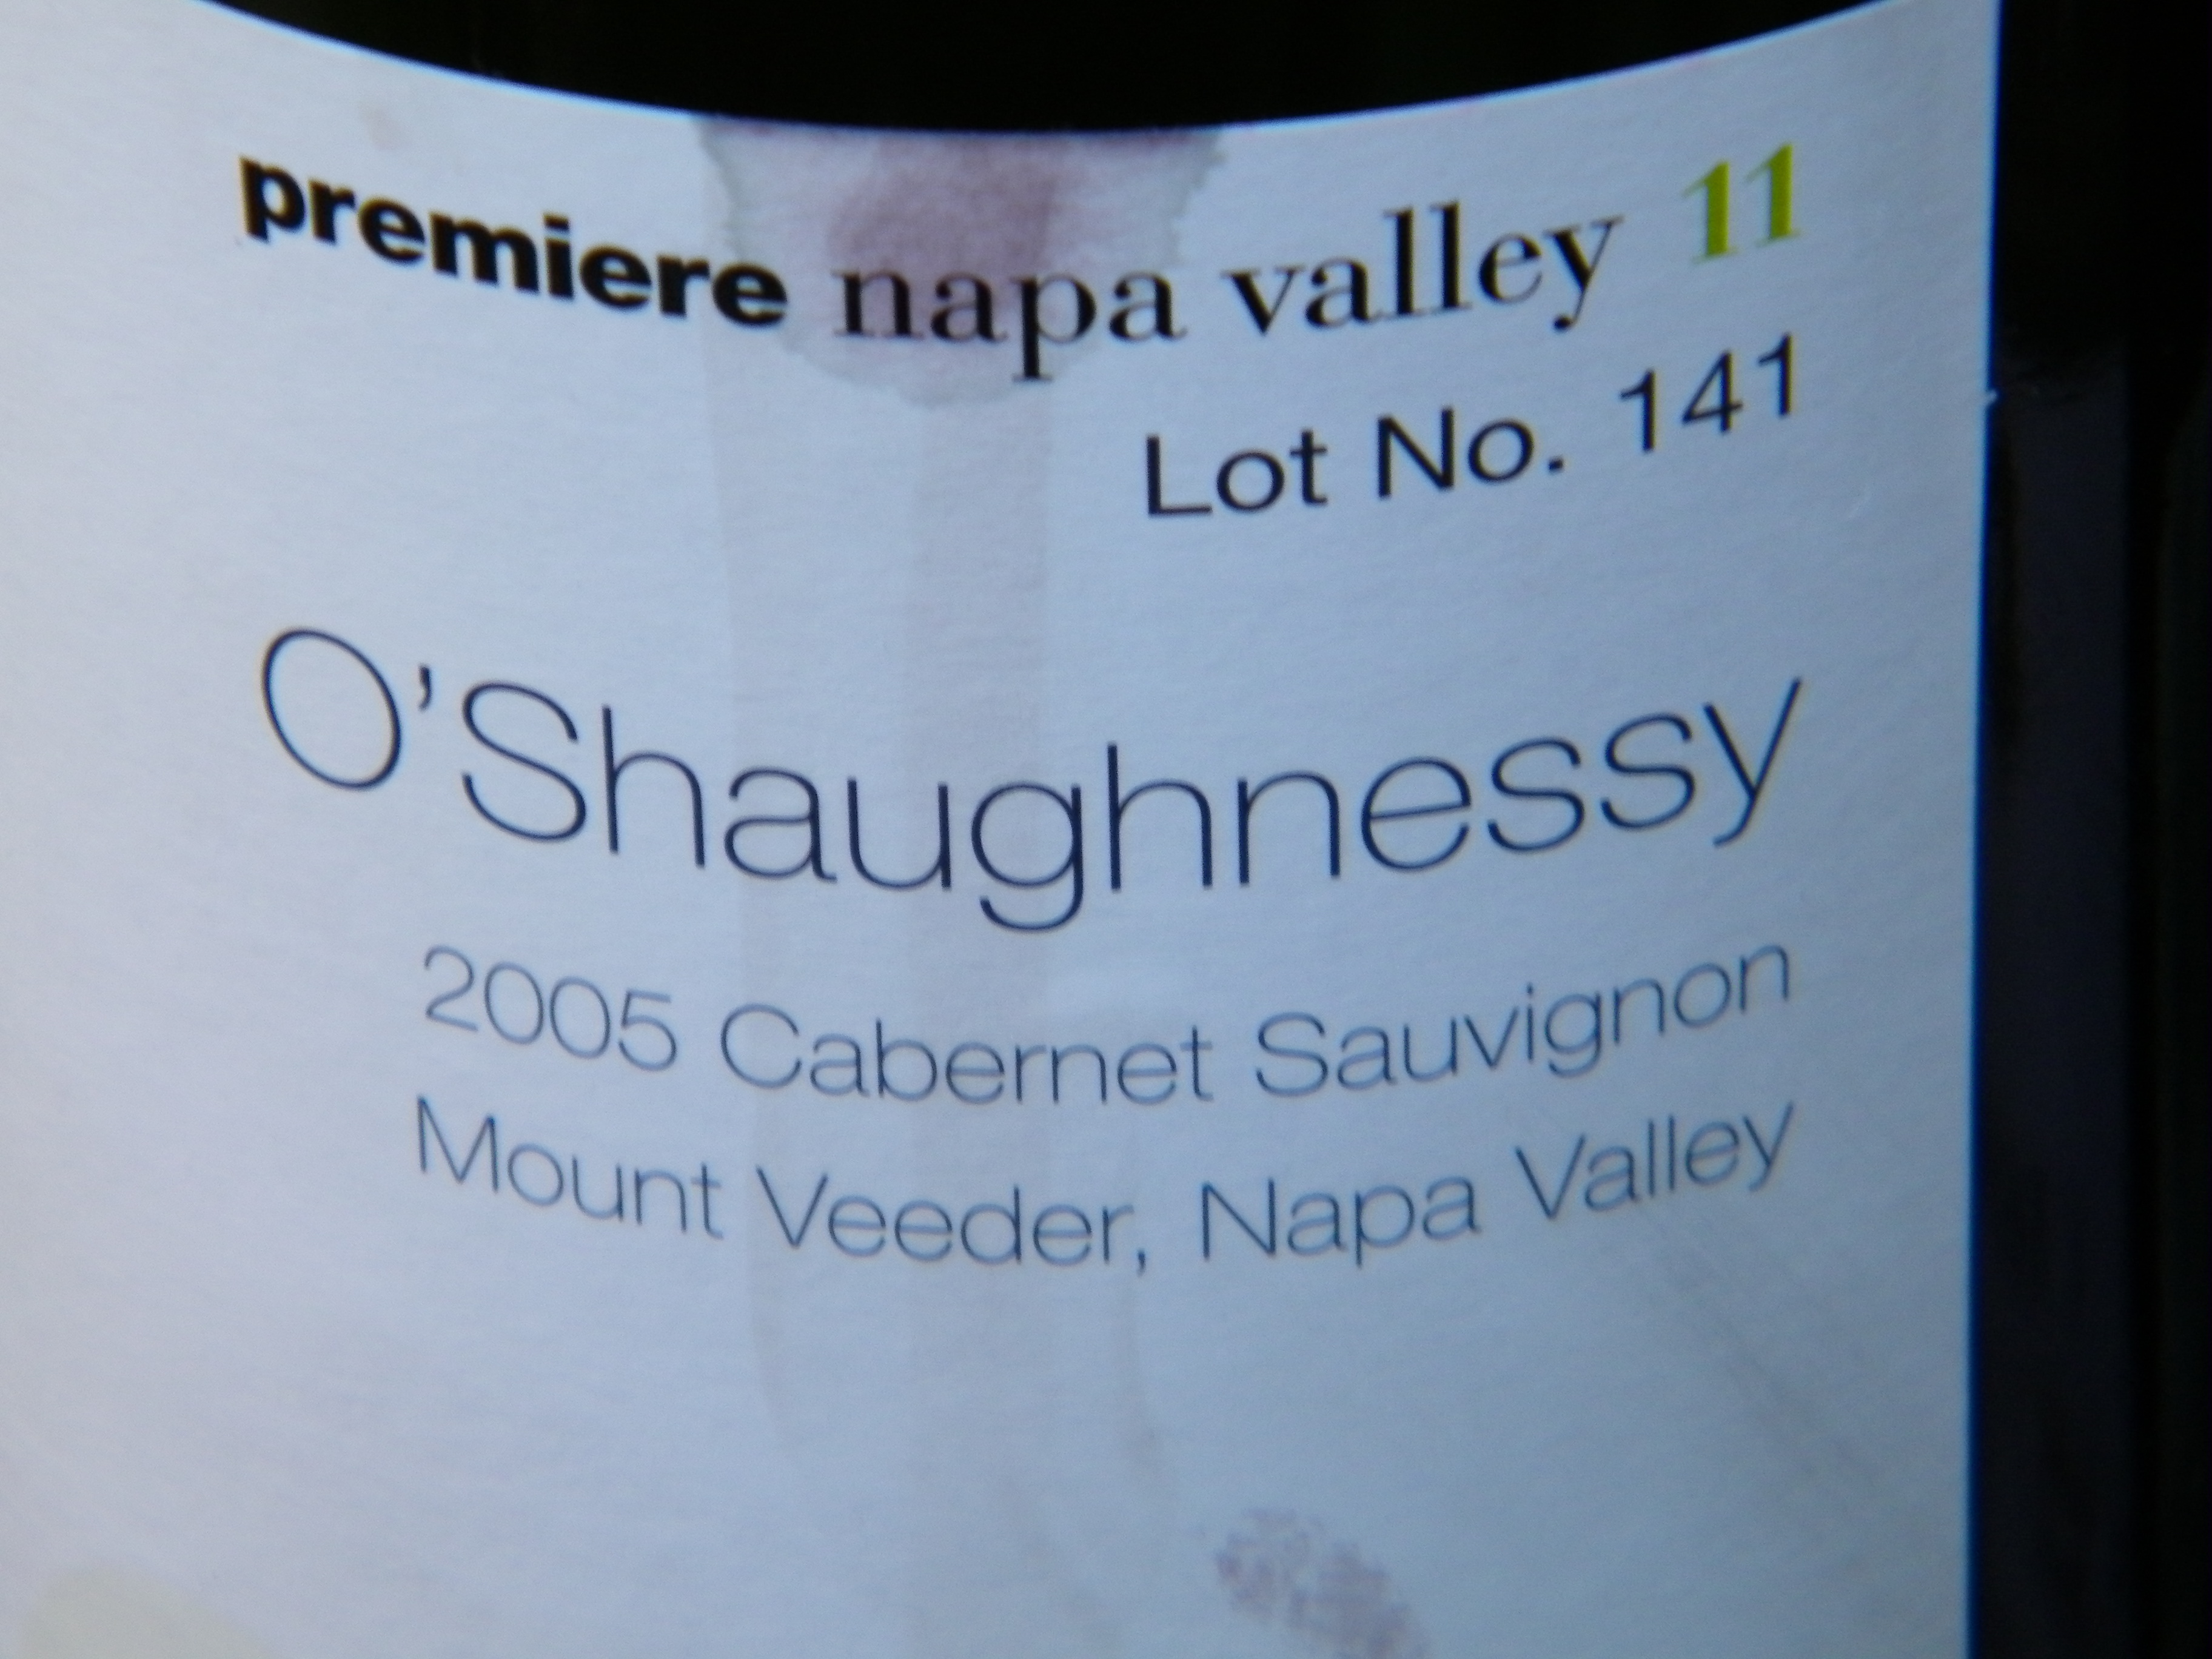 premiere napa valley 11
Lot No. 141
O’Shaughnessy
2005 Cabernet Sauvignon
Mount Veeder, Napa Valley